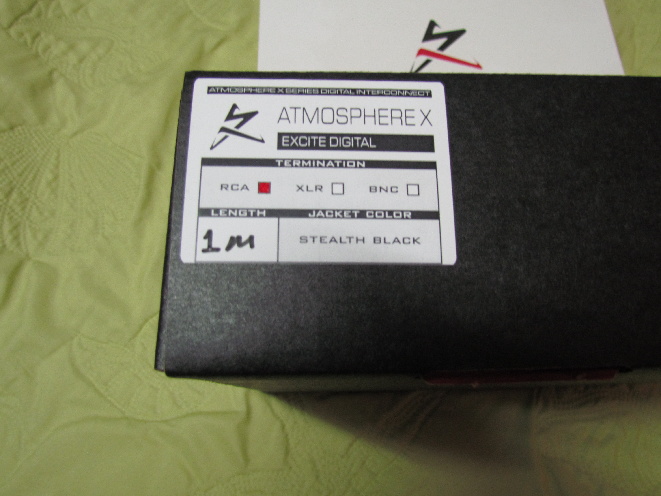 ATMOSPHERE X SERIES DIGITAL INTERCONNECT
ATMOSPHERE X
EXCITE DIGITAL
TERMINATION
RCA XLR BNC
LENGTH JACKET COLOR
1m STEALTH BLACK